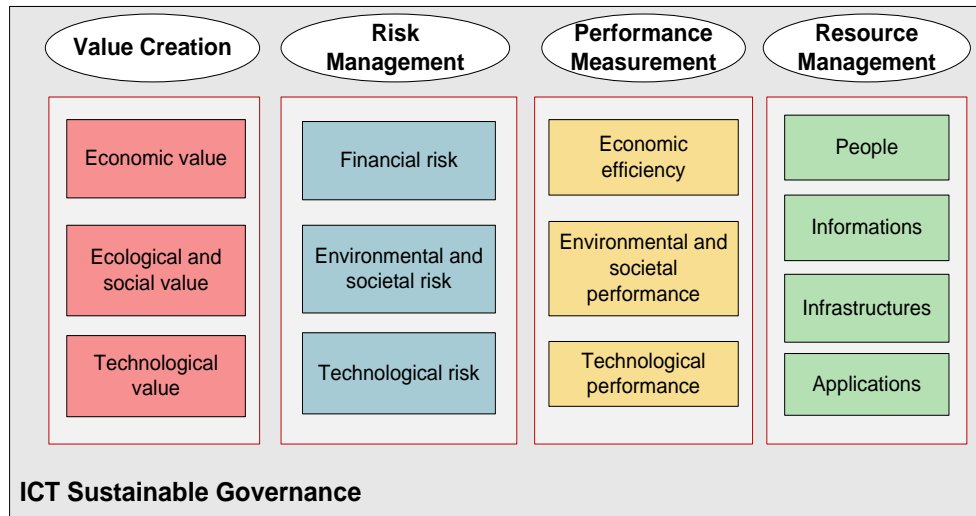 Value Creation
Risk
Management
Performance
Measurement
Resource
Management
Economic value
Ecological and
social value
Technological
value
Financial risk
Environmental and
societal risk
Technological risk
Economic
efficiency
Environmental and
societal
performance
Technological
performance
People
Informations
Infrastructures
Applications
ICT Sustainable Governance